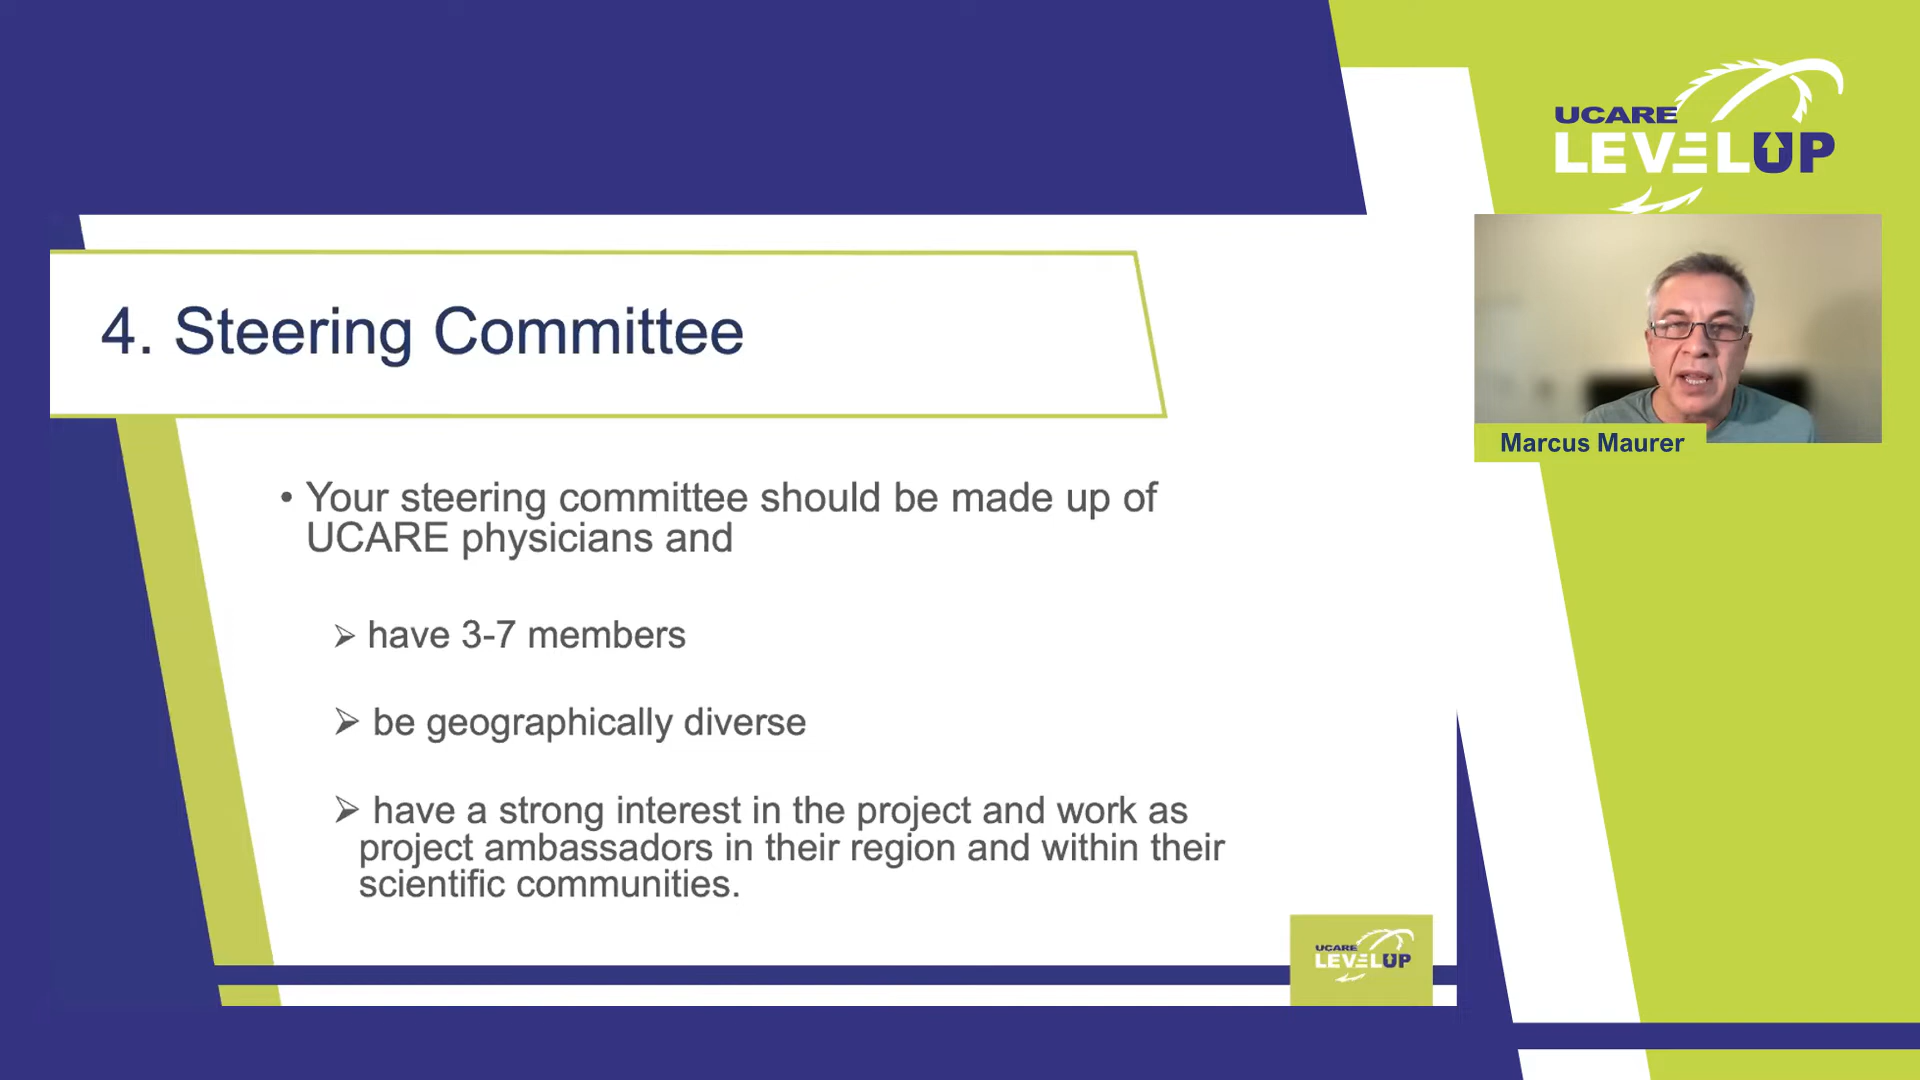 UCARE
LEVELUP
4. Steering Committee
Marcus Maurer
• Your steering committee should be made up of
UCARE physicians and
➢ have 3-7 members
➢ be geographically diverse
➢ have a strong interest in the project and work as
project ambassadors in their region and within their
scientific communities.
UCARE
LEVELUP